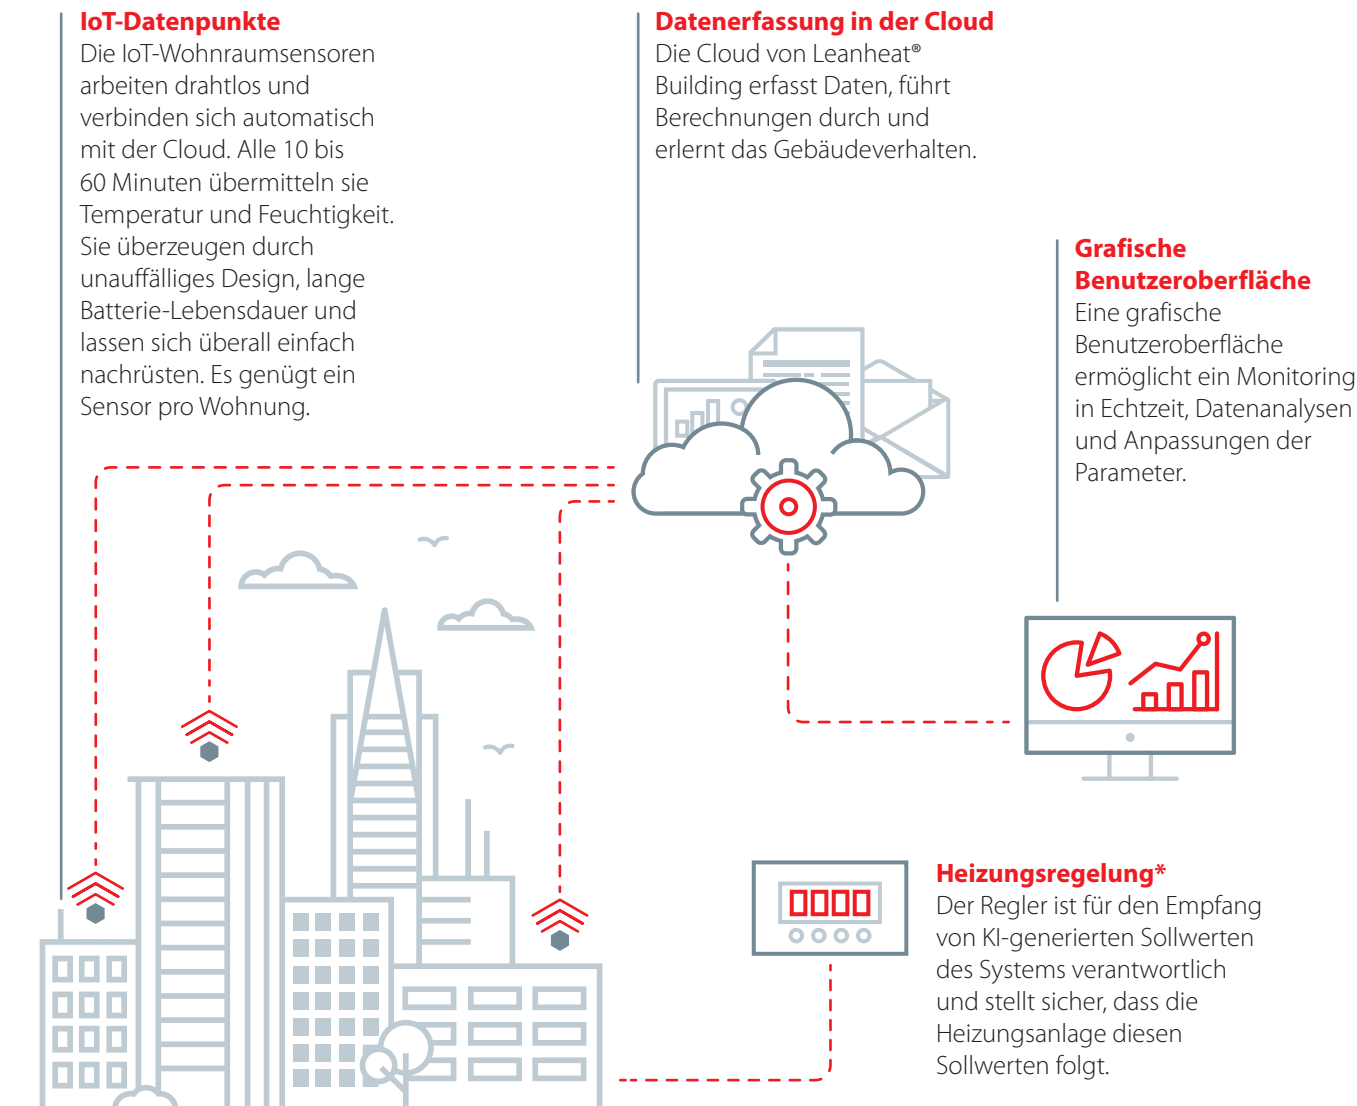 IoT-Datenpunkte
Die IoT-Wohnraumsensoren
arbeiten drahtlos und
verbinden sich automatisch
mit der Cloud. Alle 10 bis
60 Minuten übermitteln sie
Temperatur und Feuchtigkeit.
Sie überzeugen durch
unauffälliges Design, lange
Batterie-Lebensdauer und
lassen sich überall einfach
nachrüsten. Es genügt ein
Sensor pro Wohnung.
Datenerfassung in der Cloud
Die Cloud von Leanheat®
Building erfasst Daten, führt
Berechnungen durch und
erlernt das Gebäudeverhalten.
Grafische
Benutzeroberfläche
Eine grafische
Benutzeroberfläche
ermöglicht ein Monitoring
in Echtzeit, Datenanalysen
und Anpassungen der
Parameter.
Heizungsregelung*
Der Regler ist für den Empfang
von KI-generierten Sollwerten
des Systems verantwortlich
und stellt sicher, dass die
Heizungsanlage diesen
Sollwerten folgt.